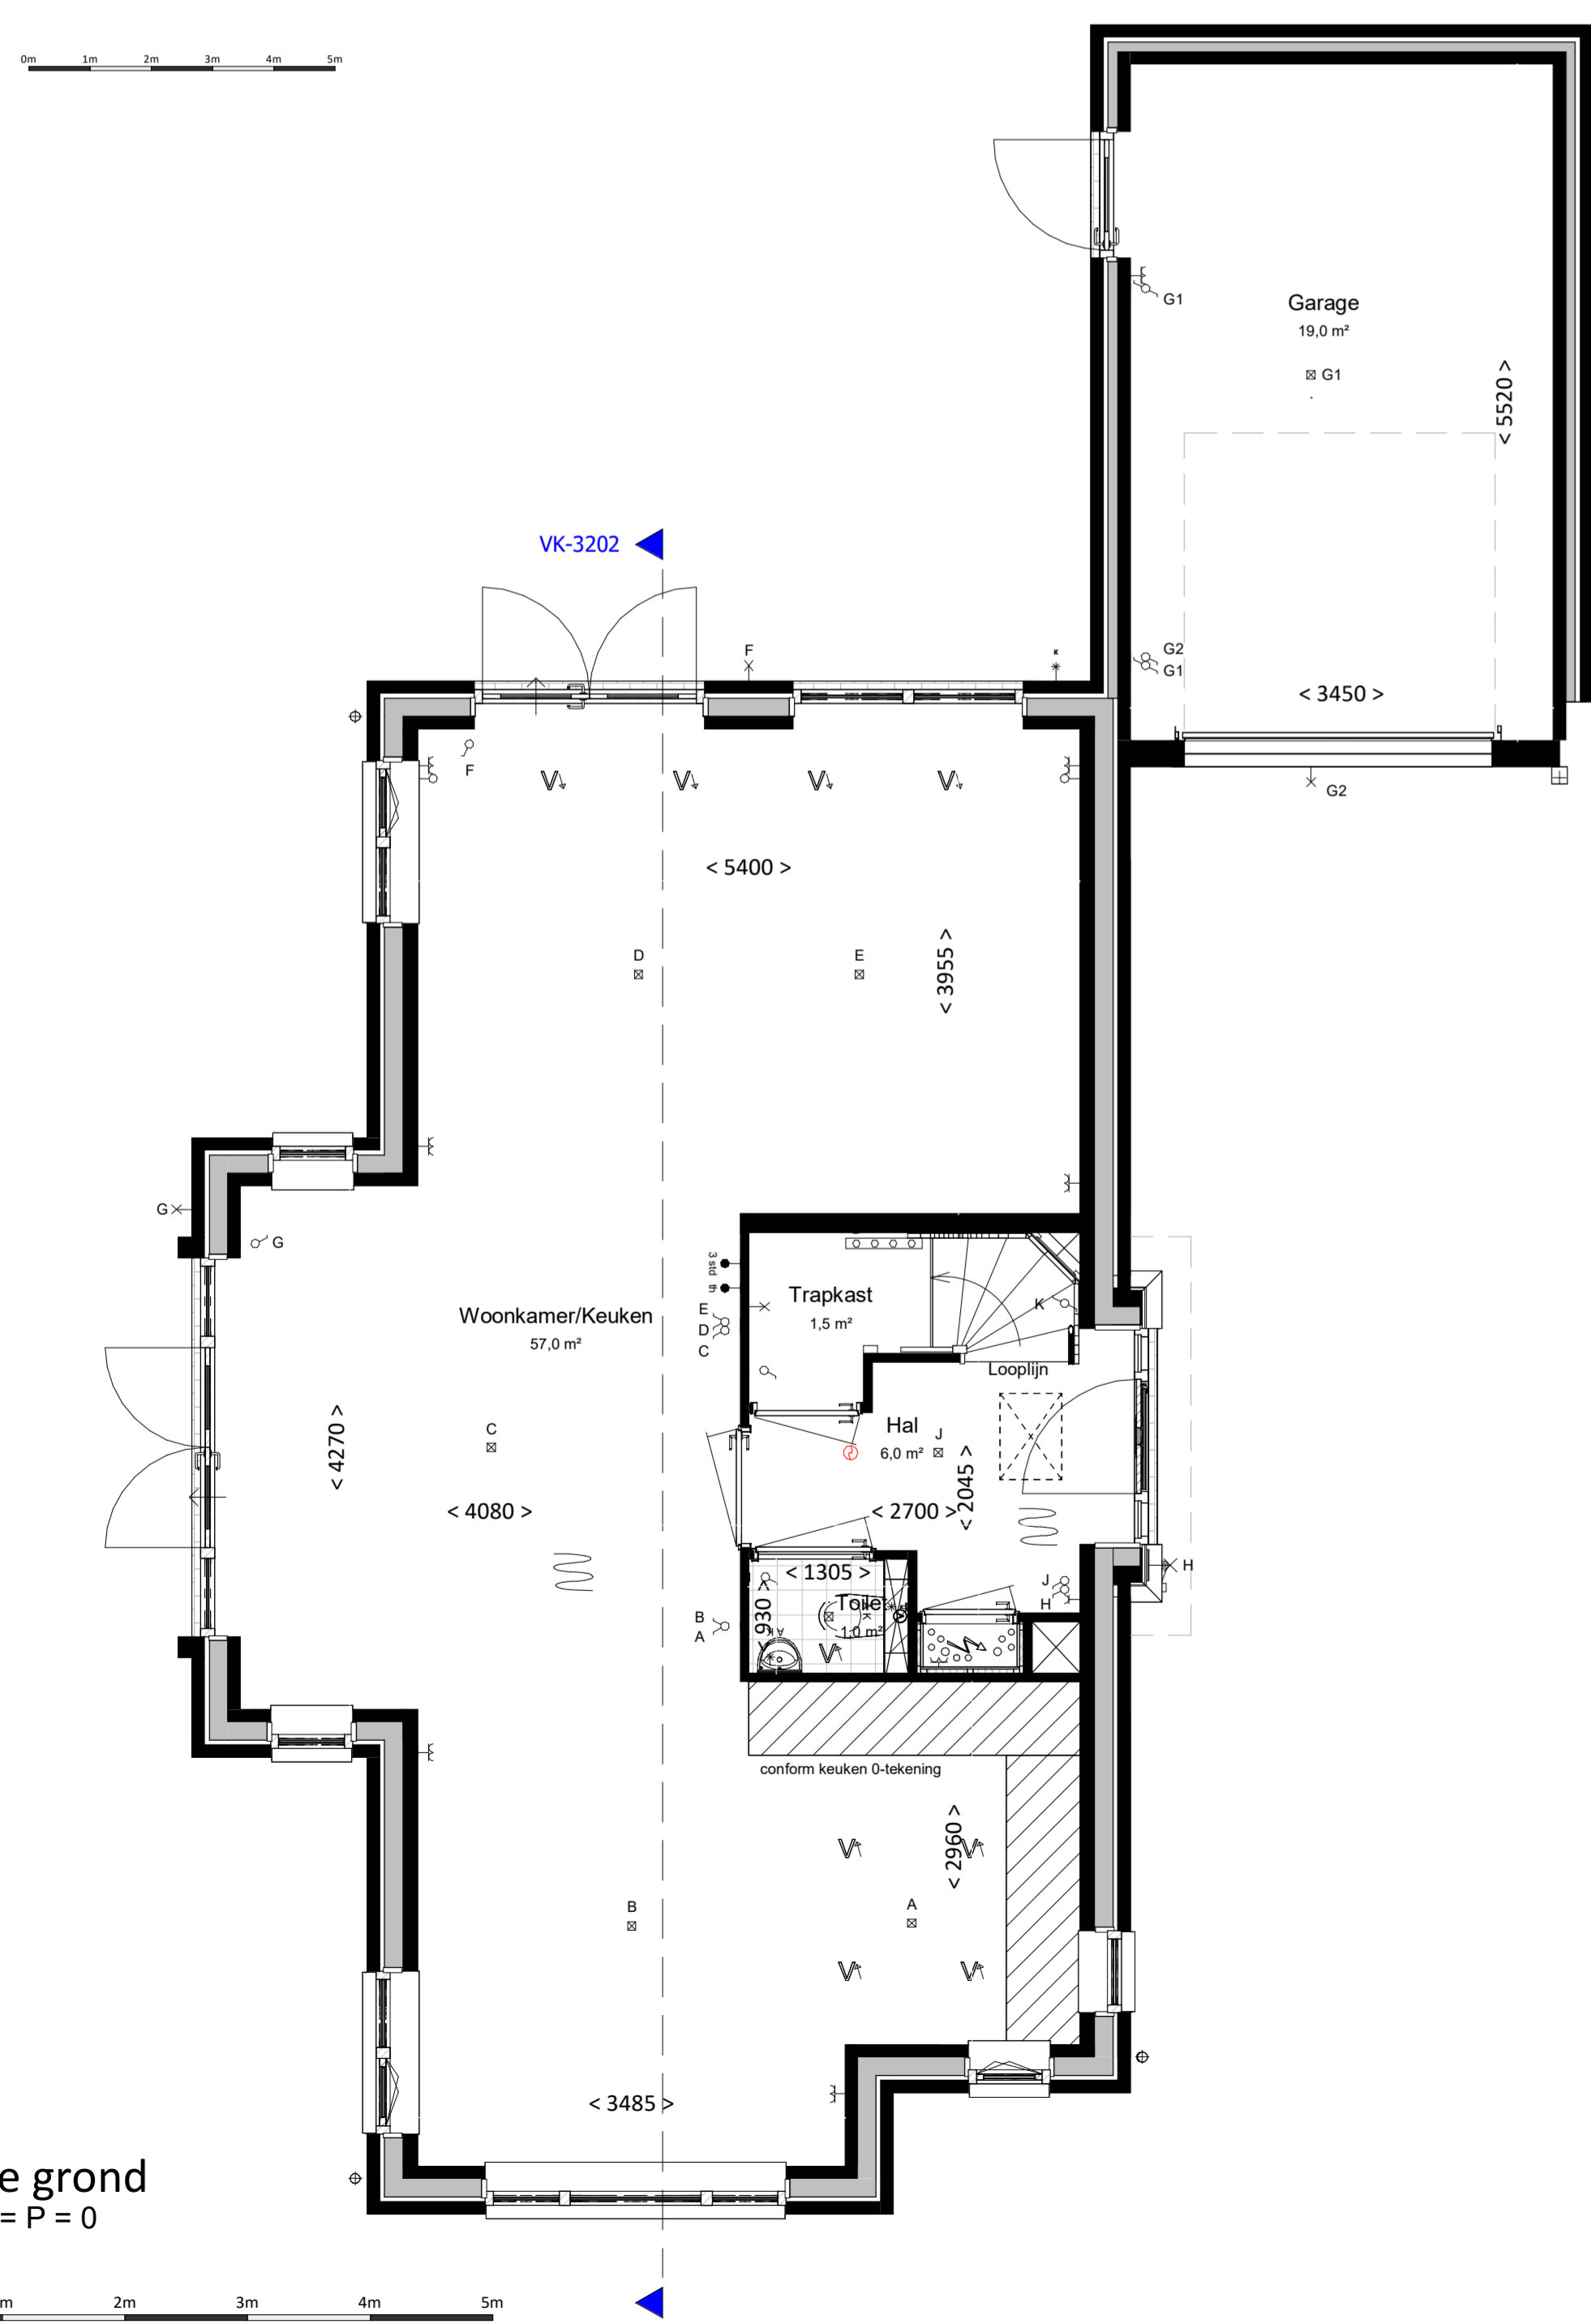 0m 1m 2m 3m 4m 5m
G1
Garage
19,0 m²
G1
< 5520 >
VK-3202
F
K
G2
G1
< 3450 >
F
G2
< 5400 >
D
E
< 3955 >
G
G
3 std th
Trapkast
1,5 m²
K
E
D
C
Woonkamer/Keuken
57,0 m²
Looplijn
Hal
6,0 m²
J
C
< 4270 >
< 2045 >
< 4080 >
< 2700 >
H
< 1305 >
J
H
< 930 >
Toilet
1,0 m²
B
A
conform keuken 0-tekening
< 2960 >
B
A
< 3485 >
e grond
= P = 0
m 2m 3m 4m 5m